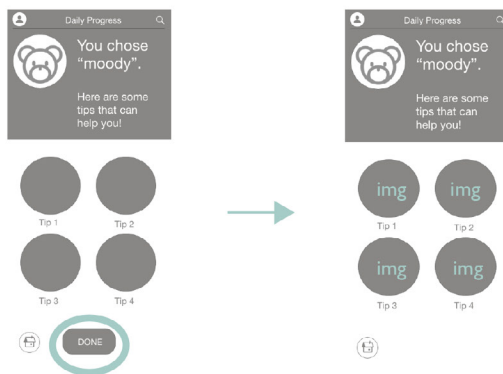 Daily Progress
You chose
“moody”.
Here are some
tips that can
help you!
Tip 1
Tip 2
Tip 3
Tip 4
DONE
Daily Progress
You chose
“moody”.
Here are some
tips that can
help you!
img
img
Tip 1
Tip 2
img
img
Tip 3
Tip 4